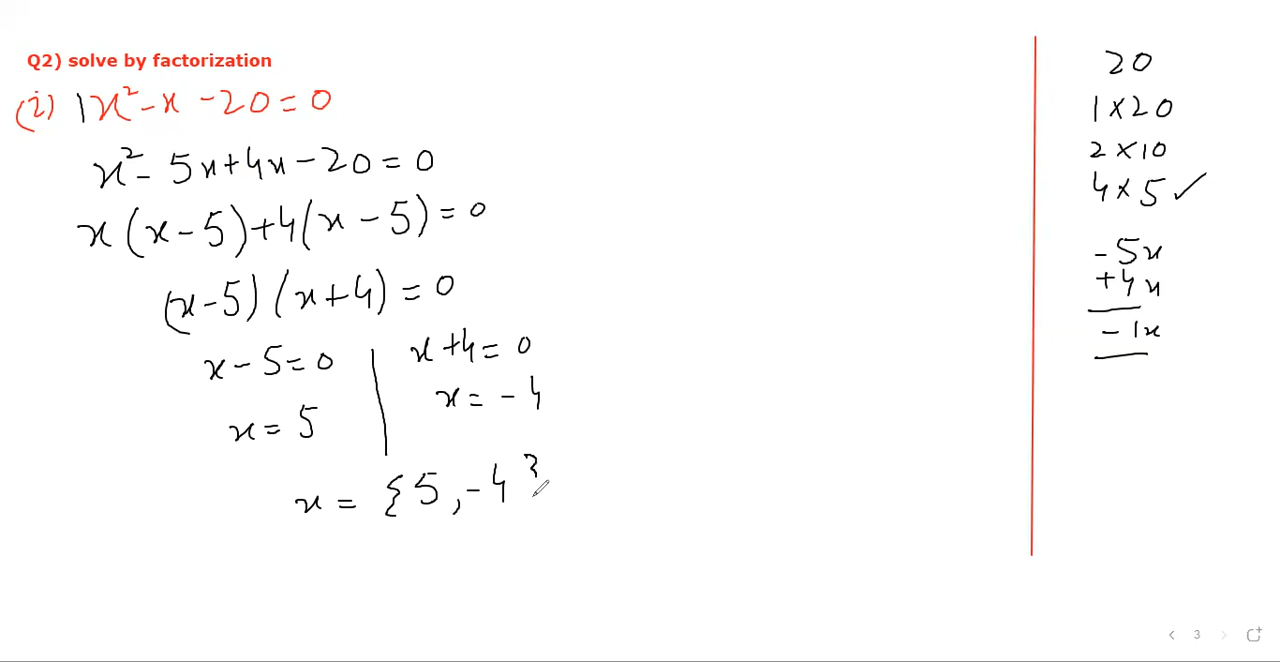 Q2) solve by factorization
(i) 1x² - x - 20 = 0
x² - 5x + 4x - 20 = 0
x(x - 5) + 4(x - 5) = 0
(x - 5) (x + 4) = 0
x - 5 = 0 | x + 4 = 0
x = 5 | x = - 4
x = {5, -4}
20
1 × 20
2 × 10
4 × 5 ✓
- 5x
+ 4x
- 1x
< 3 >